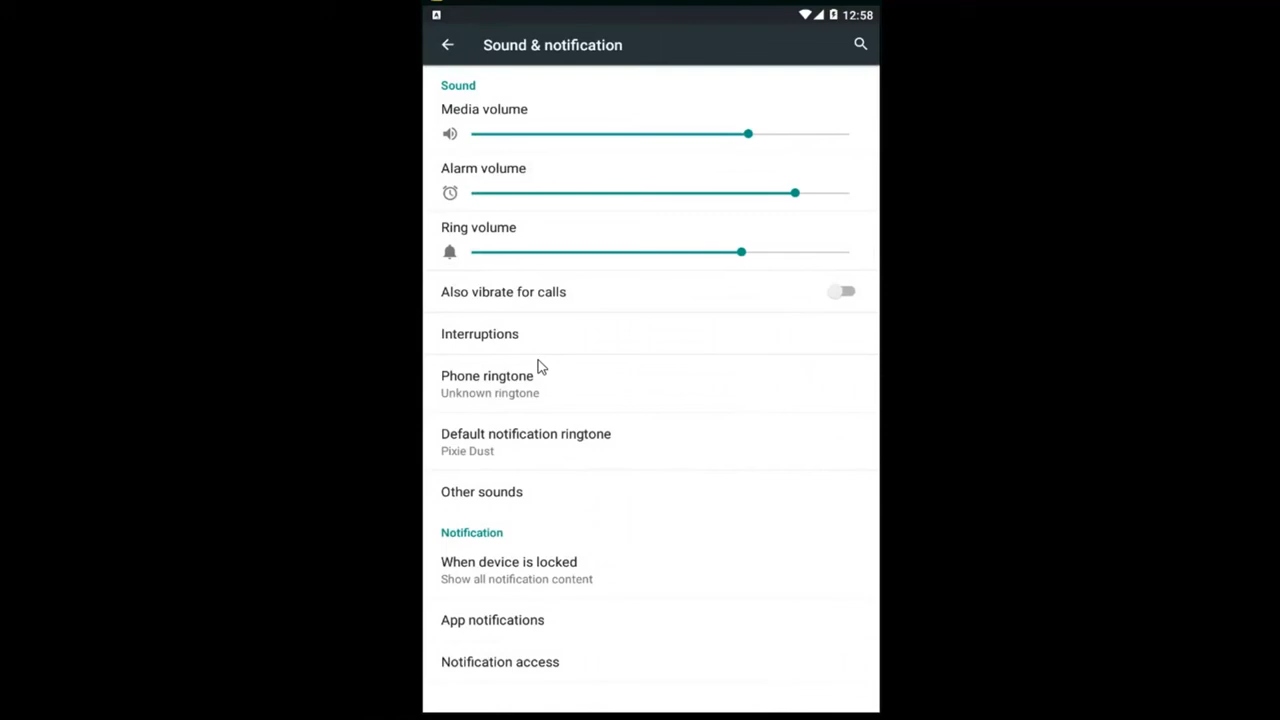 12:58
Sound & notification
Sound
Media volume
Alarm volume
Ring volume
Also vibrate for calls
Interruptions
Phone ringtone
Unknown ringtone
Default notification ringtone
Pixie Dust
Other sounds
Notification
When device is locked
Show all notification content
App notifications
Notification access